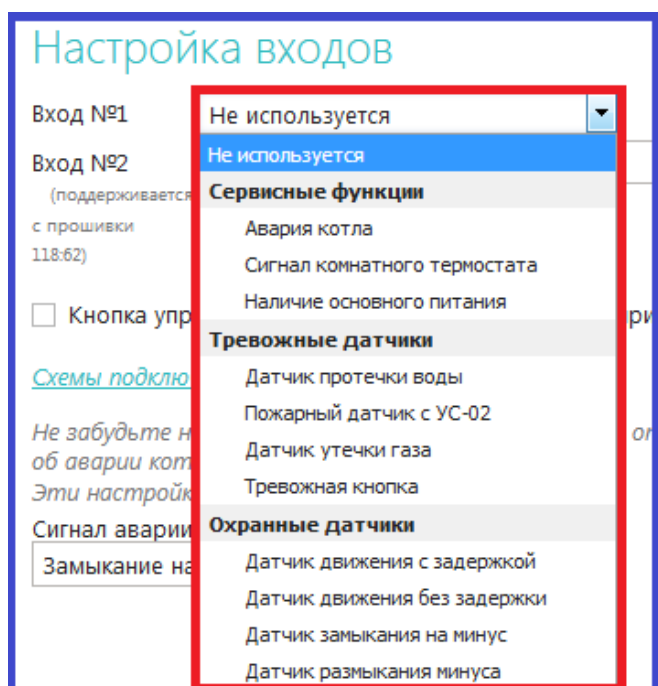 Настройка входов
Вход №1
Не используется
Вход №2
(поддерживается
с прошивки
118:62)
Не используется
Сервисные функции
Авария котла
Сигнал комнатного термостата
Наличие основного питания
Тревожные датчики
Датчик протечки воды
Пожарный датчик с УС-02
Датчик утечки газа
Тревожная кнопка
Охранные датчики
Датчик движения с задержкой
Датчик движения без задержки
Датчик замыкания на минус
Датчик размыкания минуса
Кнопка упр
ри
Схемы подклю
Не забудьте н
оп
об аварии кот
Эти настройк
Сигнал аварии
Замыкание на